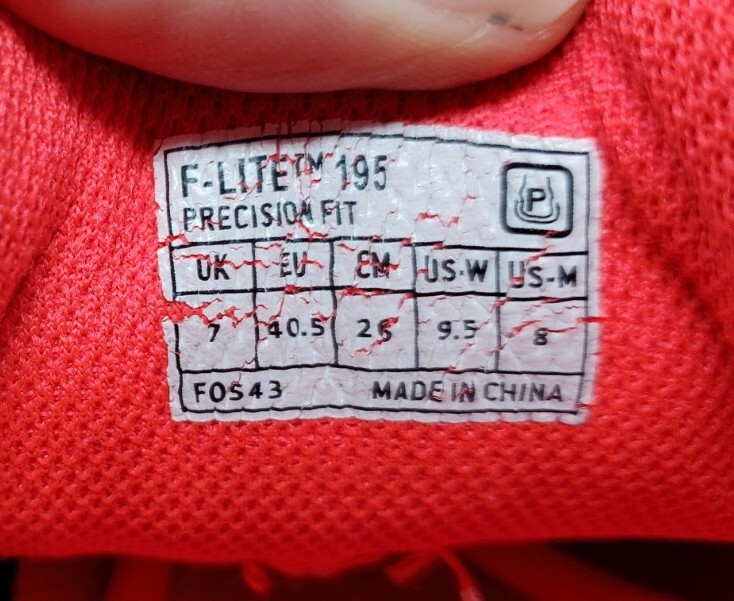 F-LITE™ 195
PRECISION FIT
P
UK EU CM US-W US-M
7 40.5 26 9.5 8
FOS43 MADE IN CHINA